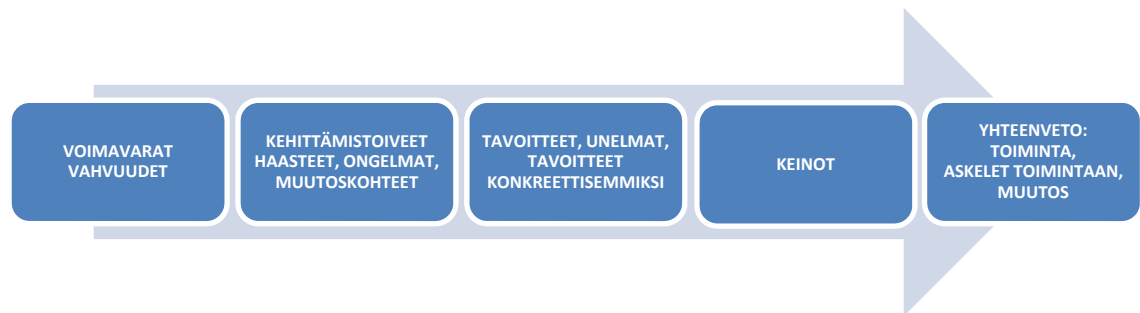 VOIMAVARAT
VAHVUUDET
KEHITTÄMISTOIVEET
HAASTEET, ONGELMAT,
MUUTOSKOHTEET
TAVOITTEET, UNELMAT,
TAVOITTEET
KONKREETTISEMMIKSI
KEINOT
YHTEENVETO:
TOIMINTA,
ASKELET TOIMINTAAN,
MUUTOS